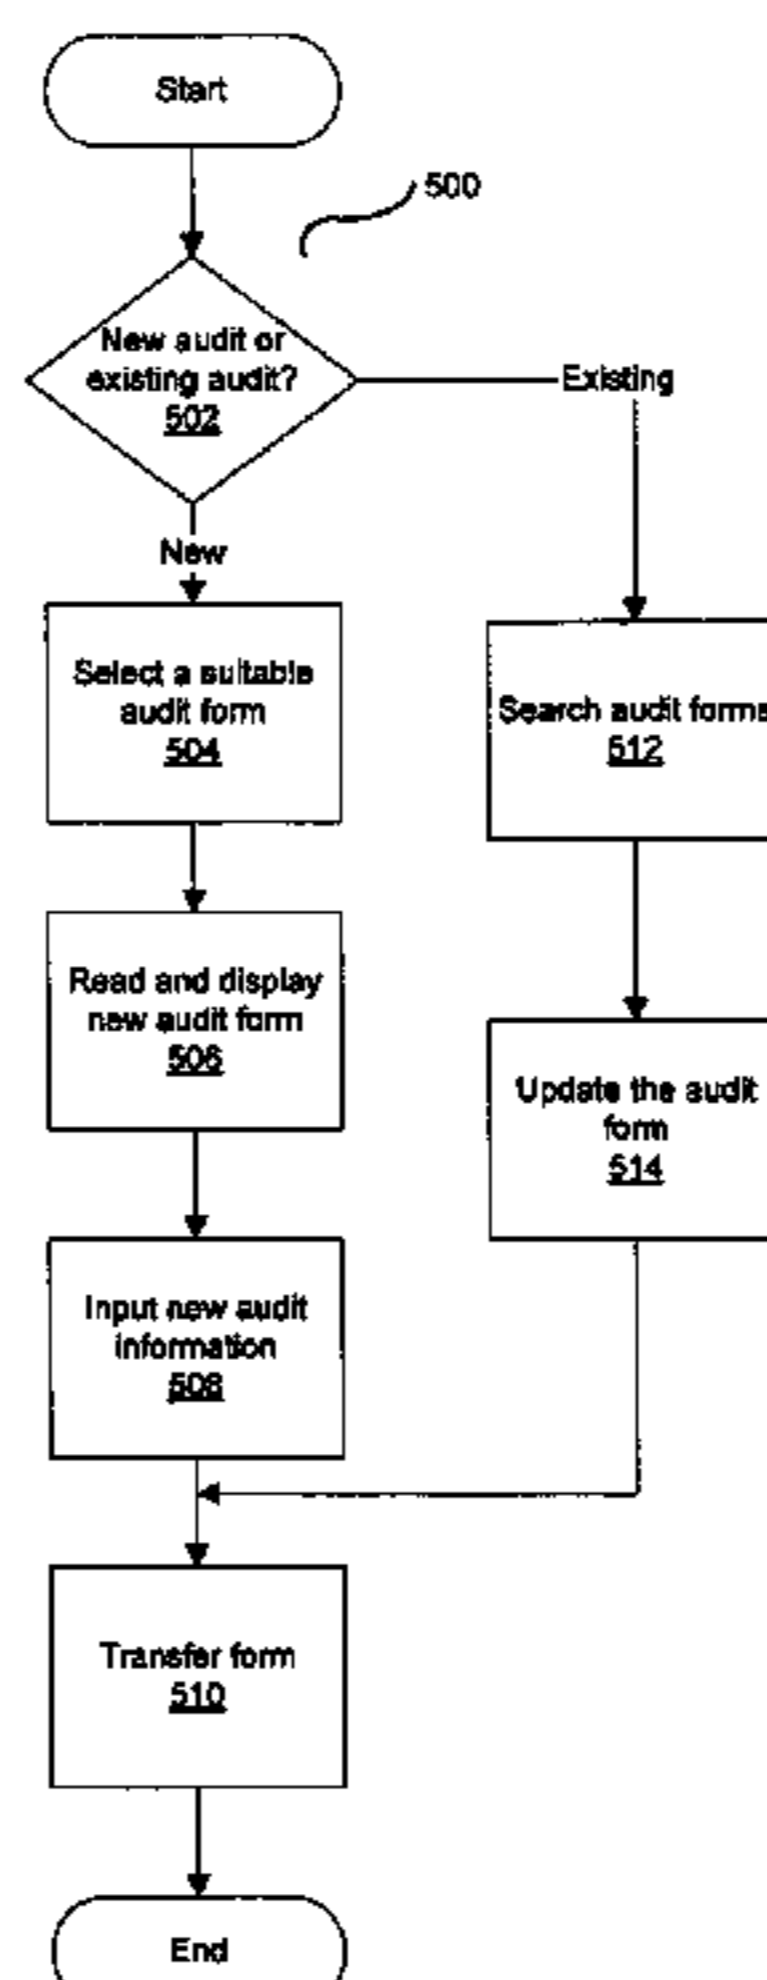 Start
500
New audit or
existing audit?
502
Existing
New
Select a suitable
audit form
504
Search audit forms
512
Read and display
new audit form
506
Update the audit
form
514
Input new audit
information
508
Transfer form
510
End